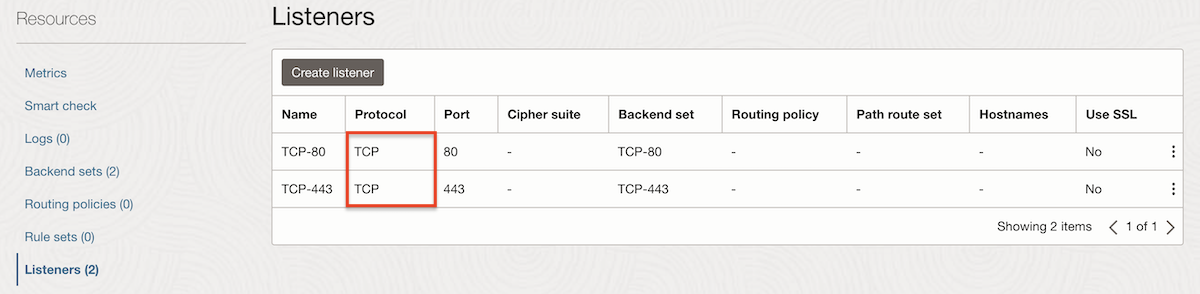 Resources
Metrics
Smart check
Logs (0)
Backend sets (2)
Routing policies (0)
Rule sets (0)
Listeners (2)
Listeners
Create listener
Name Protocol Port Cipher suite Backend set Routing policy Path route set Hostnames Use SSL
TCP-80 TCP 80 - TCP-80 - - - No
TCP-443 TCP 443 - TCP-443 - - - No
Showing 2 items 1 of 1